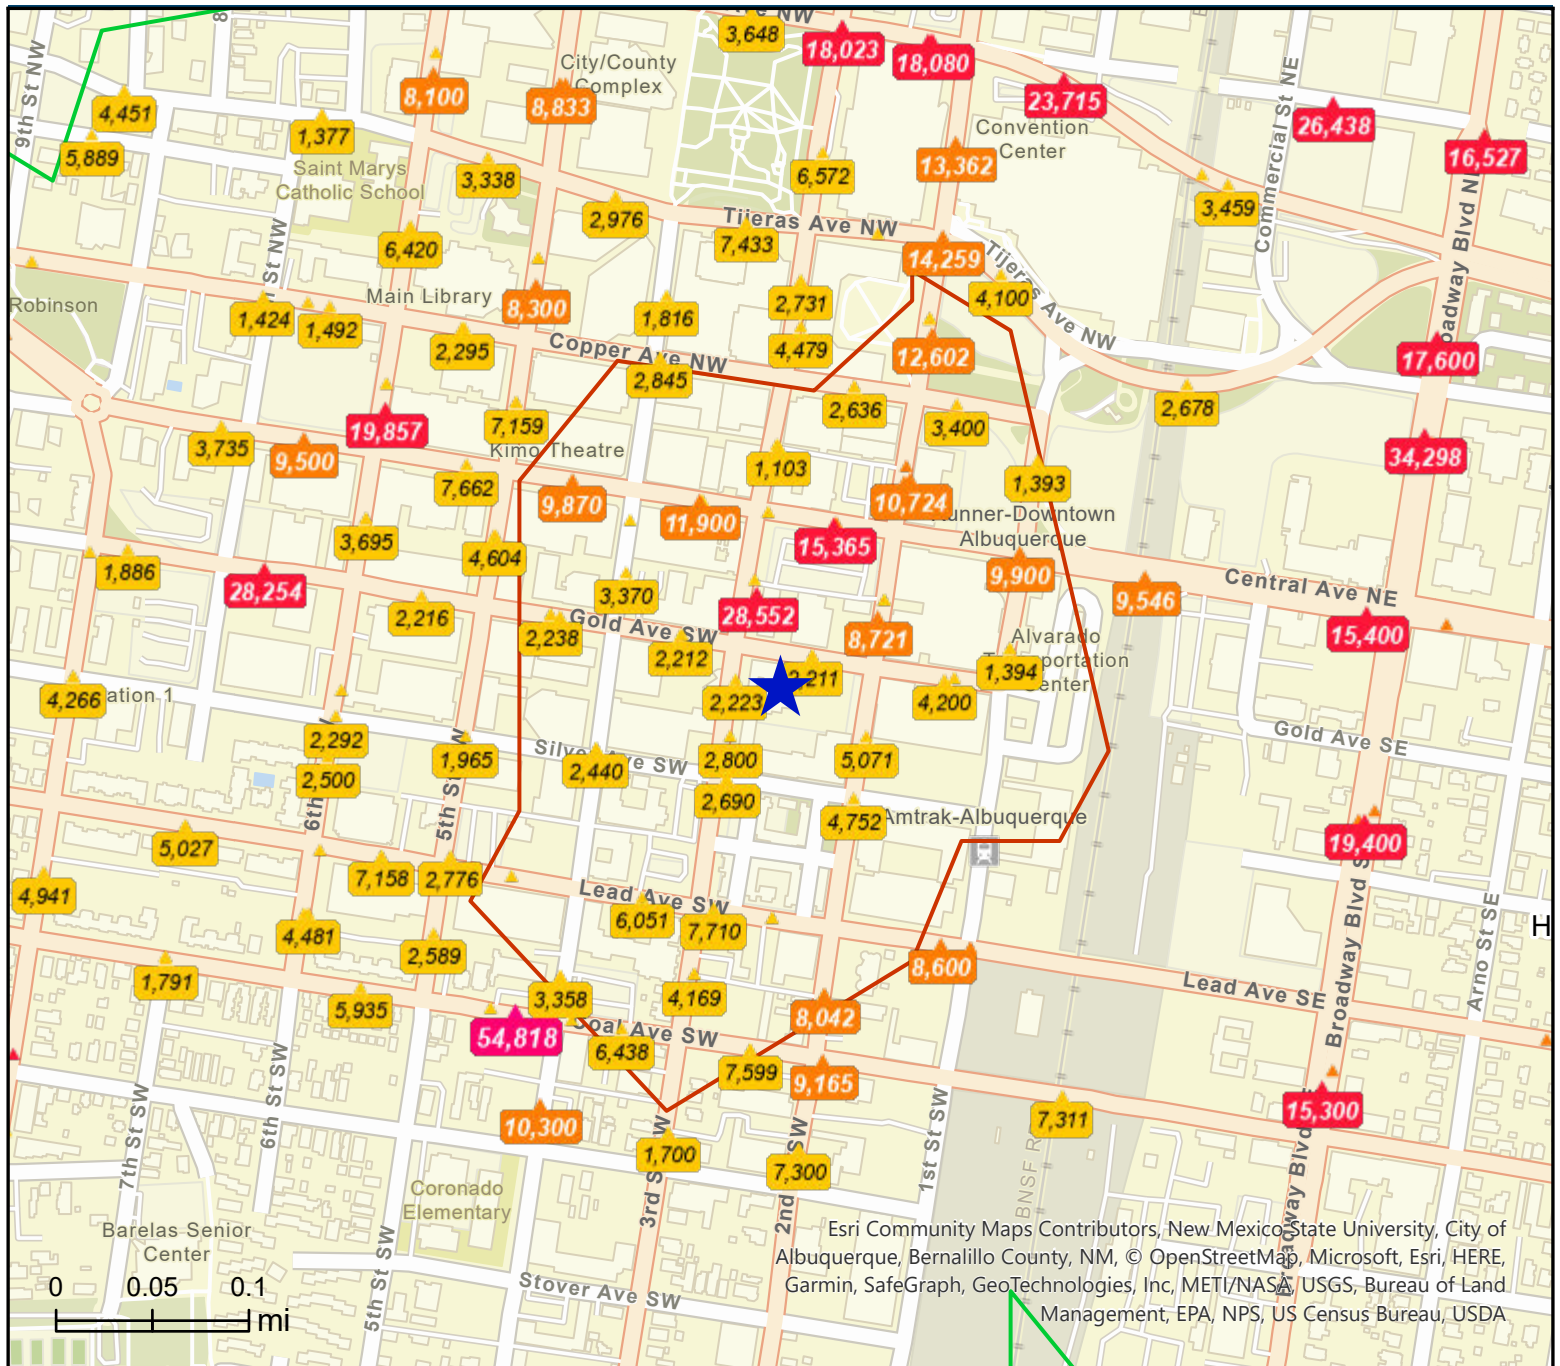 ve NW
3,648
18,023
18,080
City/County
Complex
8,100
8,833
23,715
26,438
9th St NW
4,451
1,377
5,889
Convention
Center
13,362
16,527
Saint Marys
Catholic School
3,338
6,572
3,459
Commercial St NE
2,976
Tijeras Ave NW
7,433
6,420
14,259
Tijeras Ave NW
4,100
Main Library
8,300
Robinson
St NW
1,424
1,492
1,816
2,731
2,295
Copper Ave NW
4,479
12,602
17,600
oadway Blvd NE
2,845
2,636
3,400
2,678
19,857
7,159
3,735
9,500
Kimo Theatre
1,103
34,298
7,662
9,870
11,900
10,724
1,393
unner-Downtown
Albuquerque
3,695
4,604
15,365
1,886
28,254
9,900
9,546
Central Ave NE
3,370
2,216
28,552
Gold Ave SW
2,238
2,212
8,721
15,400
Alvarado
Transportation
Center
1,394
2,211
2,223
4,200
4,266
ation 1
2,292
2,500
1,965
Silver Ave SW
2,440
2,800
5,071
Gold Ave SE
2,690
4,752
Amtrak-Albuquerque
6th
5th St W
5,027
19,400
7,158
2,776
4,941
Lead Ave SW
6,051
7,710
4,481
2,589
8,600
H
1,791
5,935
3,358
4,169
8,042
Lead Ave SE
Broadway Blvd S
Arno St SE
54,818
Coal Ave SW
6,438
7,599
9,165
10,300
7,311
15,300
1,700
7,300
7th St SW
6th St SW
5th St SW
3rd S W
2nd SW
1st St SW
BNSF R
Broadway Blvd E
Coronado
Elementary
Barelas Senior
Center
Stover Ave SW
Esri Community Maps Contributors, New Mexico State University, City of
Albuquerque, Bernalillo County, NM, © OpenStreetMap, Microsoft, Esri, HERE,
Garmin, SafeGraph, GeoTechnologies, Inc, METI/NASA, USGS, Bureau of Land
Management, EPA, NPS, US Census Bureau, USDA
0 0.05 0.1
mi